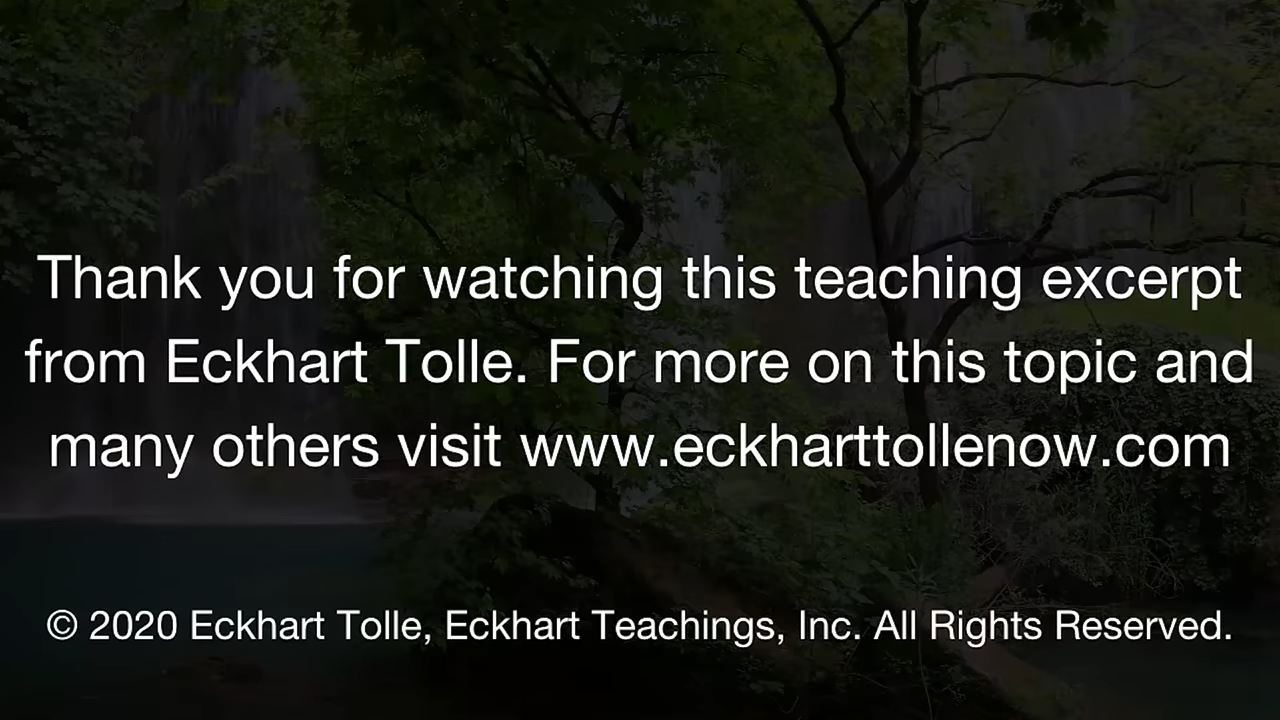 Thank you for watching this teaching excerpt
from Eckhart Tolle. For more on this topic and
many others visit www.eckharttollenow.com
© 2020 Eckhart Tolle, Eckhart Teachings, Inc. All Rights Reserved.